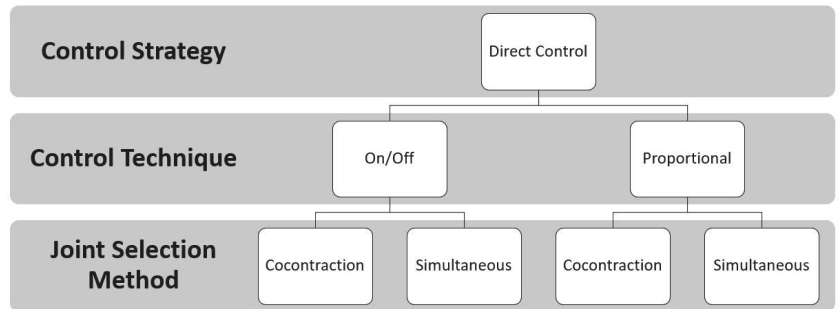 Control Strategy
Direct Control
Control Technique
On/Off
Proportional
Joint Selection
Method
Cocontraction
Simultaneous
Cocontraction
Simultaneous